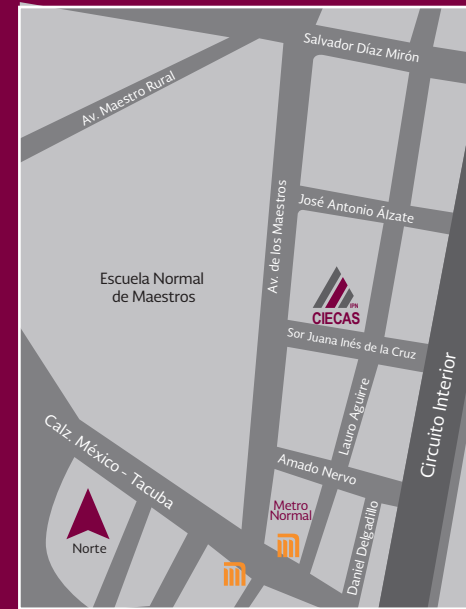 Salvador Díaz Mirón
Av. Maestro Rural
José Antonio Álzate
Av. de los Maestros
Escuela Normal
de Maestros
IPN
CIECAS
Sor Juana Inés de la Cruz
Circuito Interior
Lauro Aguirre
Calz. México - Tacuba
Amado Nervo
Metro
Normal
Daniel Delgadillo
Norte